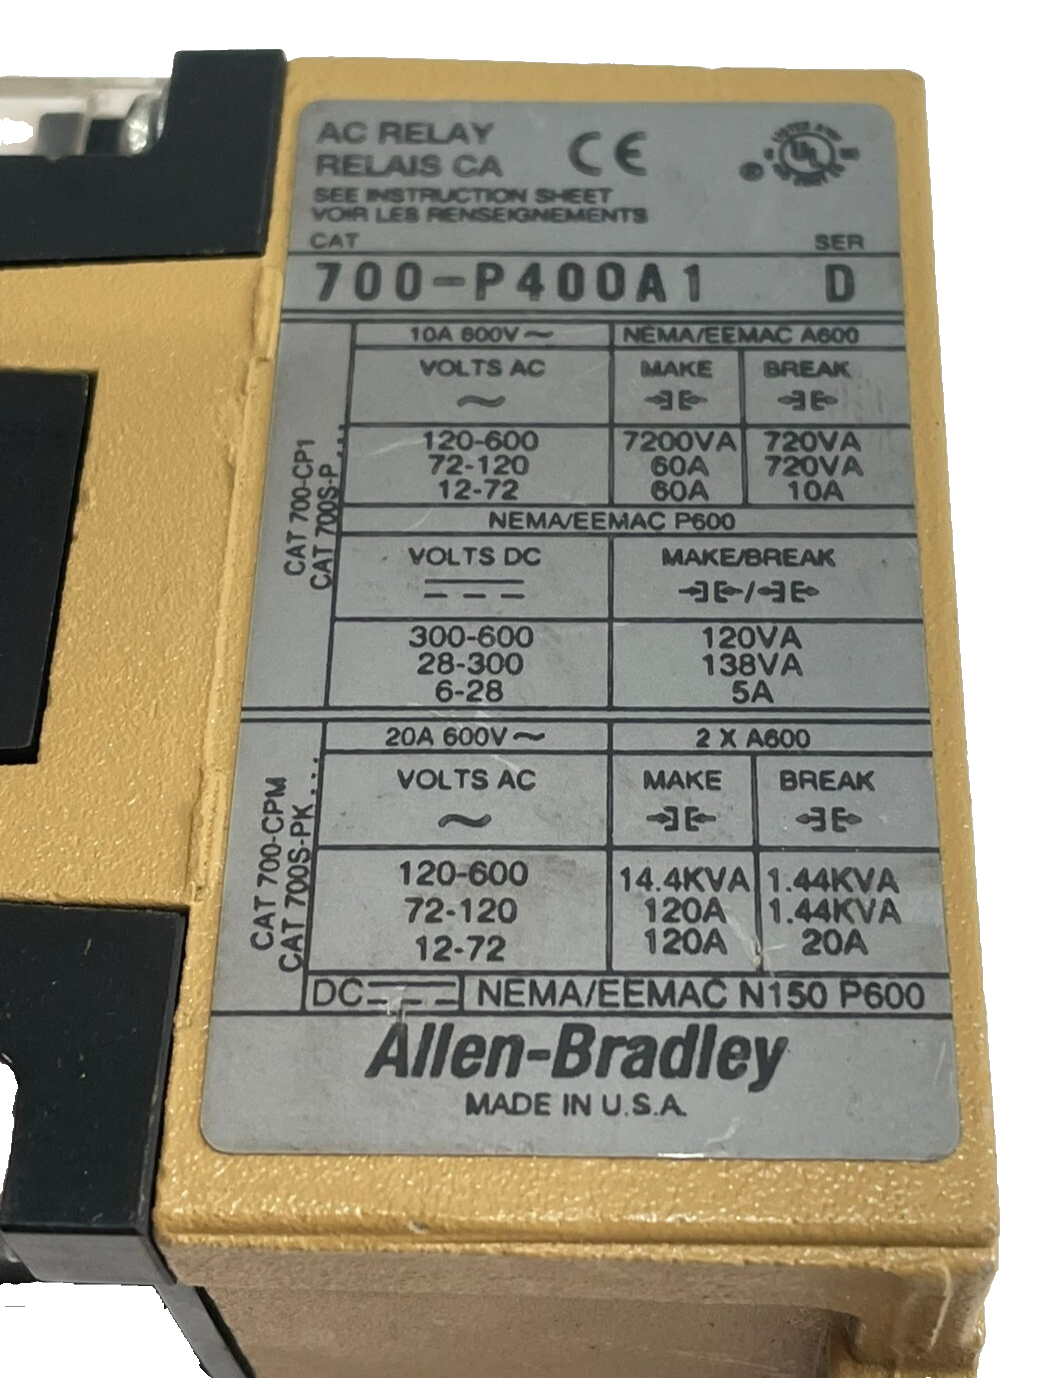 AC RELAY
RELAIS CA
CE
SEE INSTRUCTION SHEET
VOIR LES RENSEIGNEMENTS
UL
CAT SER
700-P400A1 D
CAT 700-CP1
CAT 700S-P....
10A 600V~ NEMA/EEMAC A600
VOLTS AC MAKE BREAK
~
120-600 7200VA 720VA
72-120 60A 720VA
12-72 60A 10A
NEMA/EEMAC P600
VOLTS DC MAKE/BREAK
/
300-600 120VA
28-300 138VA
6-28 5A
CAT 700-CPM
CAT 700S-PK....
20A 600V~ 2 X A600
VOLTS AC MAKE BREAK
~
120-600 14.4KVA 1.44KVA
72-120 120A 1.44KVA
12-72 120A 20A
DC NEMA/EEMAC N150 P600
Allen-Bradley
MADE IN U.S.A.